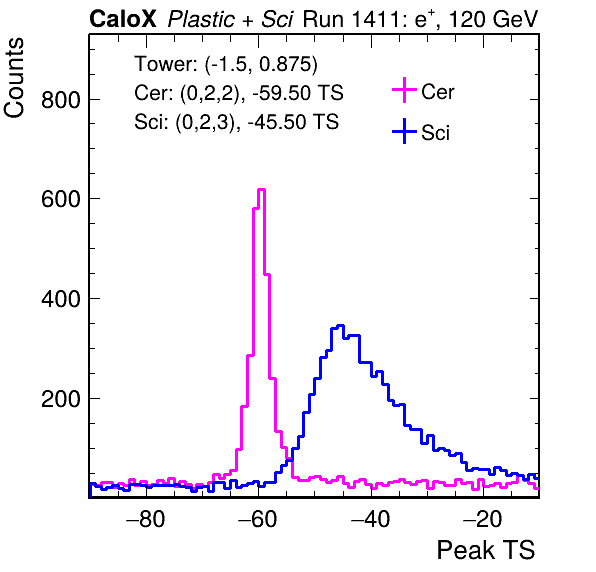 CaloX Plastic + Sci Run 1411: e+, 120 GeV
Counts
Tower: (-1.5, 0.875)
Cer: (0,2,2), -59.50 TS
Sci: (0,2,3), -45.50 TS
Cer
Sci
800
600
400
200
−80 −60 −40 −20
Peak TS